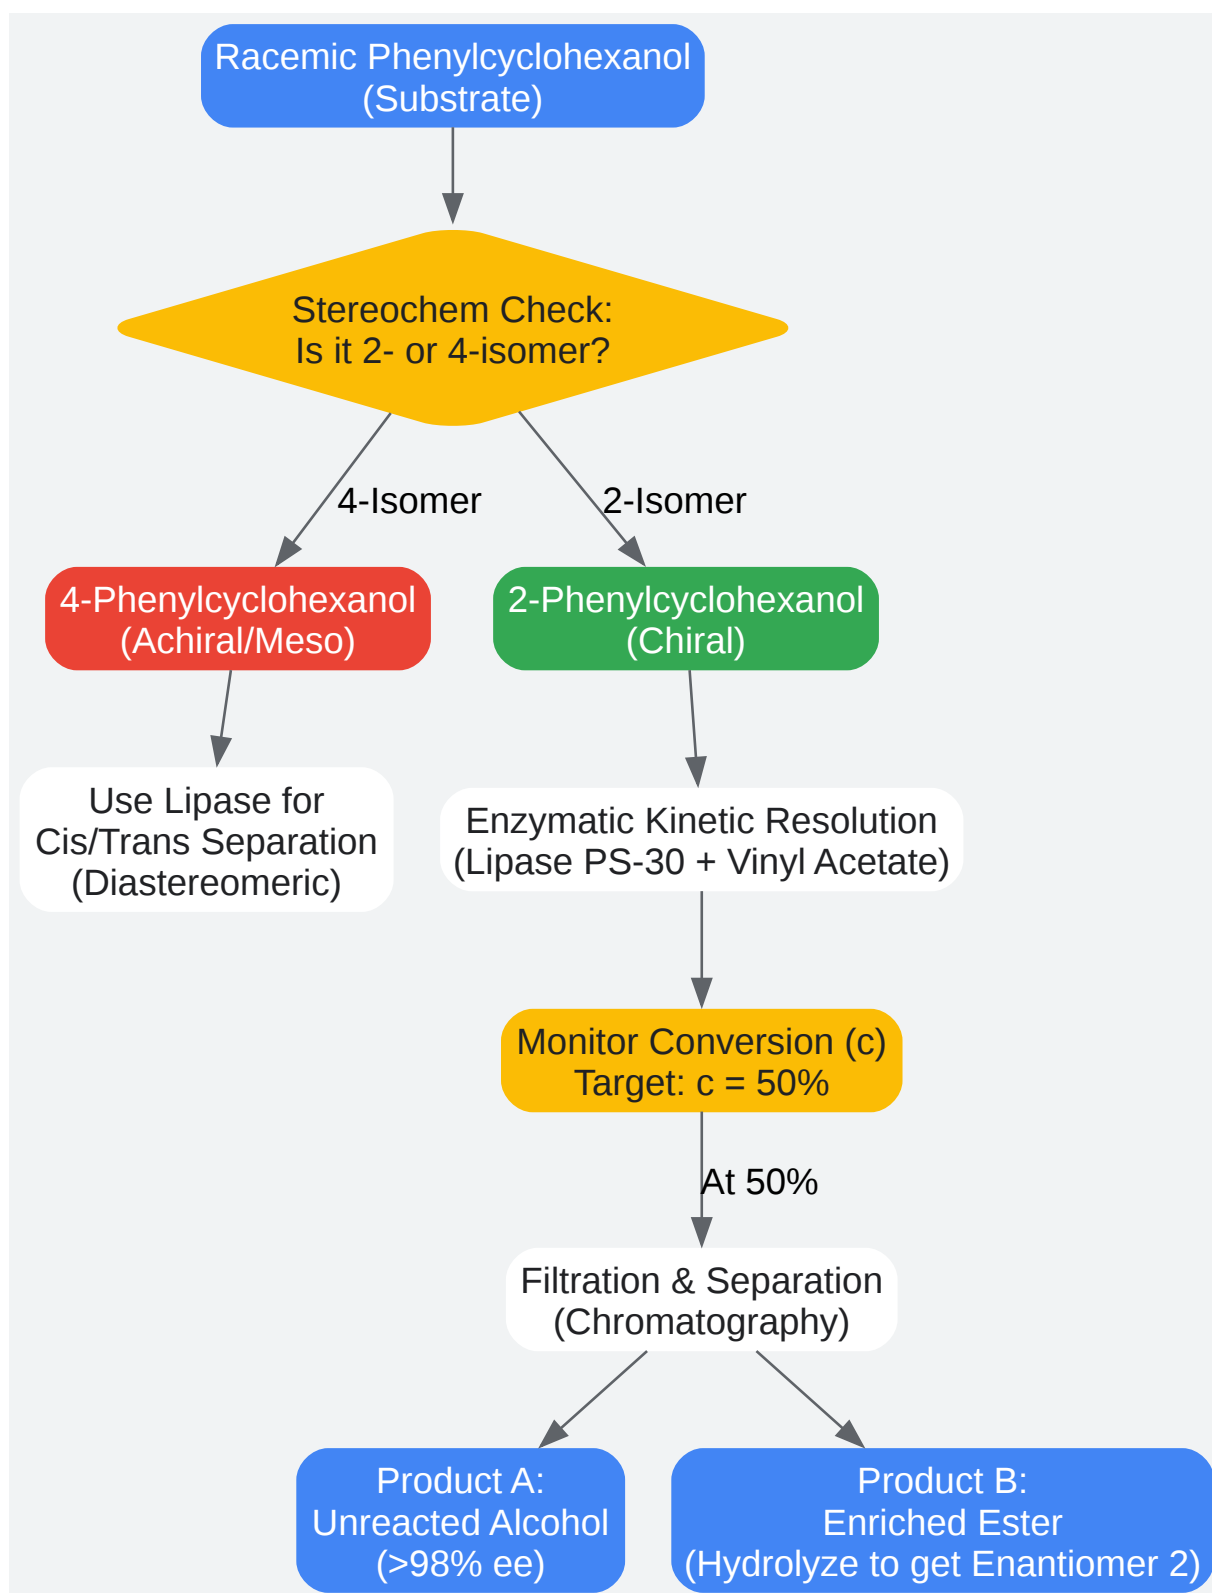 Racemic Phenylcyclohexanol
(Substrate)
Stereochem Check:
Is it 2- or 4-isomer?
4-Isomer
2-Isomer
4-Phenylcyclohexanol
(Achiral/Meso)
2-Phenylcyclohexanol
(Chiral)
Use Lipase for
Cis/Trans Separation
(Diastereomeric)
Enzymatic Kinetic Resolution
(Lipase PS-30 + Vinyl Acetate)
Monitor Conversion (c)
Target: c = 50%
At 50%
Filtration & Separation
(Chromatography)
Product A:
Unreacted Alcohol
(>98% ee)
Product B:
Enriched Ester
(Hydrolyze to get Enantiomer 2)